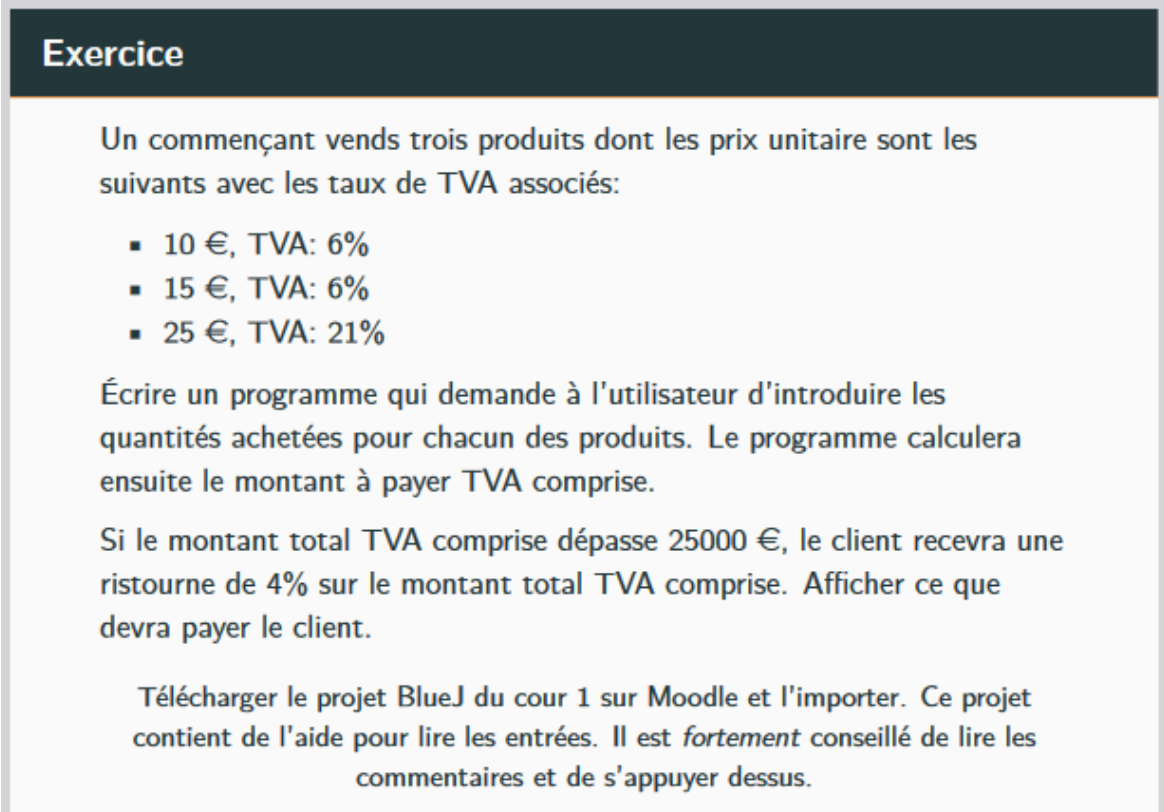 Exercice
Un commençant vends trois produits dont les prix unitaire sont les
suivants avec les taux de TVA associés:
▪ 10 €, TVA: 6%
▪ 15 €, TVA: 6%
▪ 25 €, TVA: 21%
Écrire un programme qui demande à l'utilisateur d'introduire les
quantités achetées pour chacun des produits. Le programme calculera
ensuite le montant à payer TVA comprise.
Si le montant total TVA comprise dépasse 25000 €, le client recevra une
ristourne de 4% sur le montant total TVA comprise. Afficher ce que
devra payer le client.
Télécharger le projet BlueJ du cour 1 sur Moodle et l'importer. Ce projet
contient de l'aide pour lire les entrées. Il est fortement conseillé de lire les
commentaires et de s'appuyer dessus.